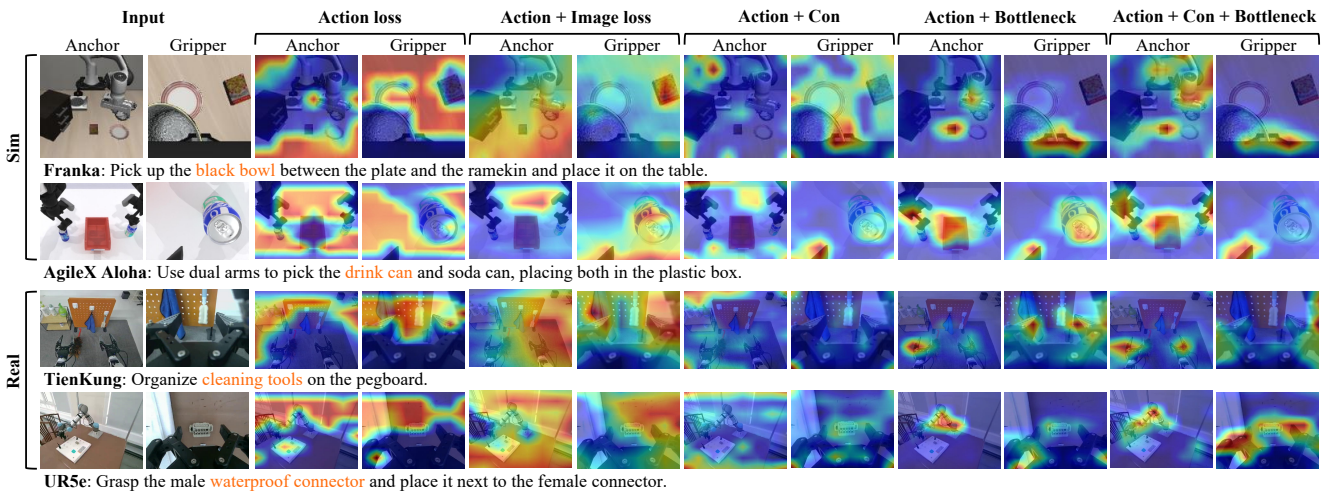 Input Action loss Action + Image loss Action + Con Action + Bottleneck Action + Con + Bottleneck
Anchor Gripper Anchor Gripper Anchor Gripper Anchor Gripper Anchor Gripper Anchor Gripper
Sim
Franka: Pick up the black bowl between the plate and the ramekin and place it on the table.
AgileX Aloha: Use dual arms to pick the drink can and soda can, placing both in the plastic box.
Real
TienKung: Organize cleaning tools on the pegboard.
UR5e: Grasp the male waterproof connector and place it next to the female connector.